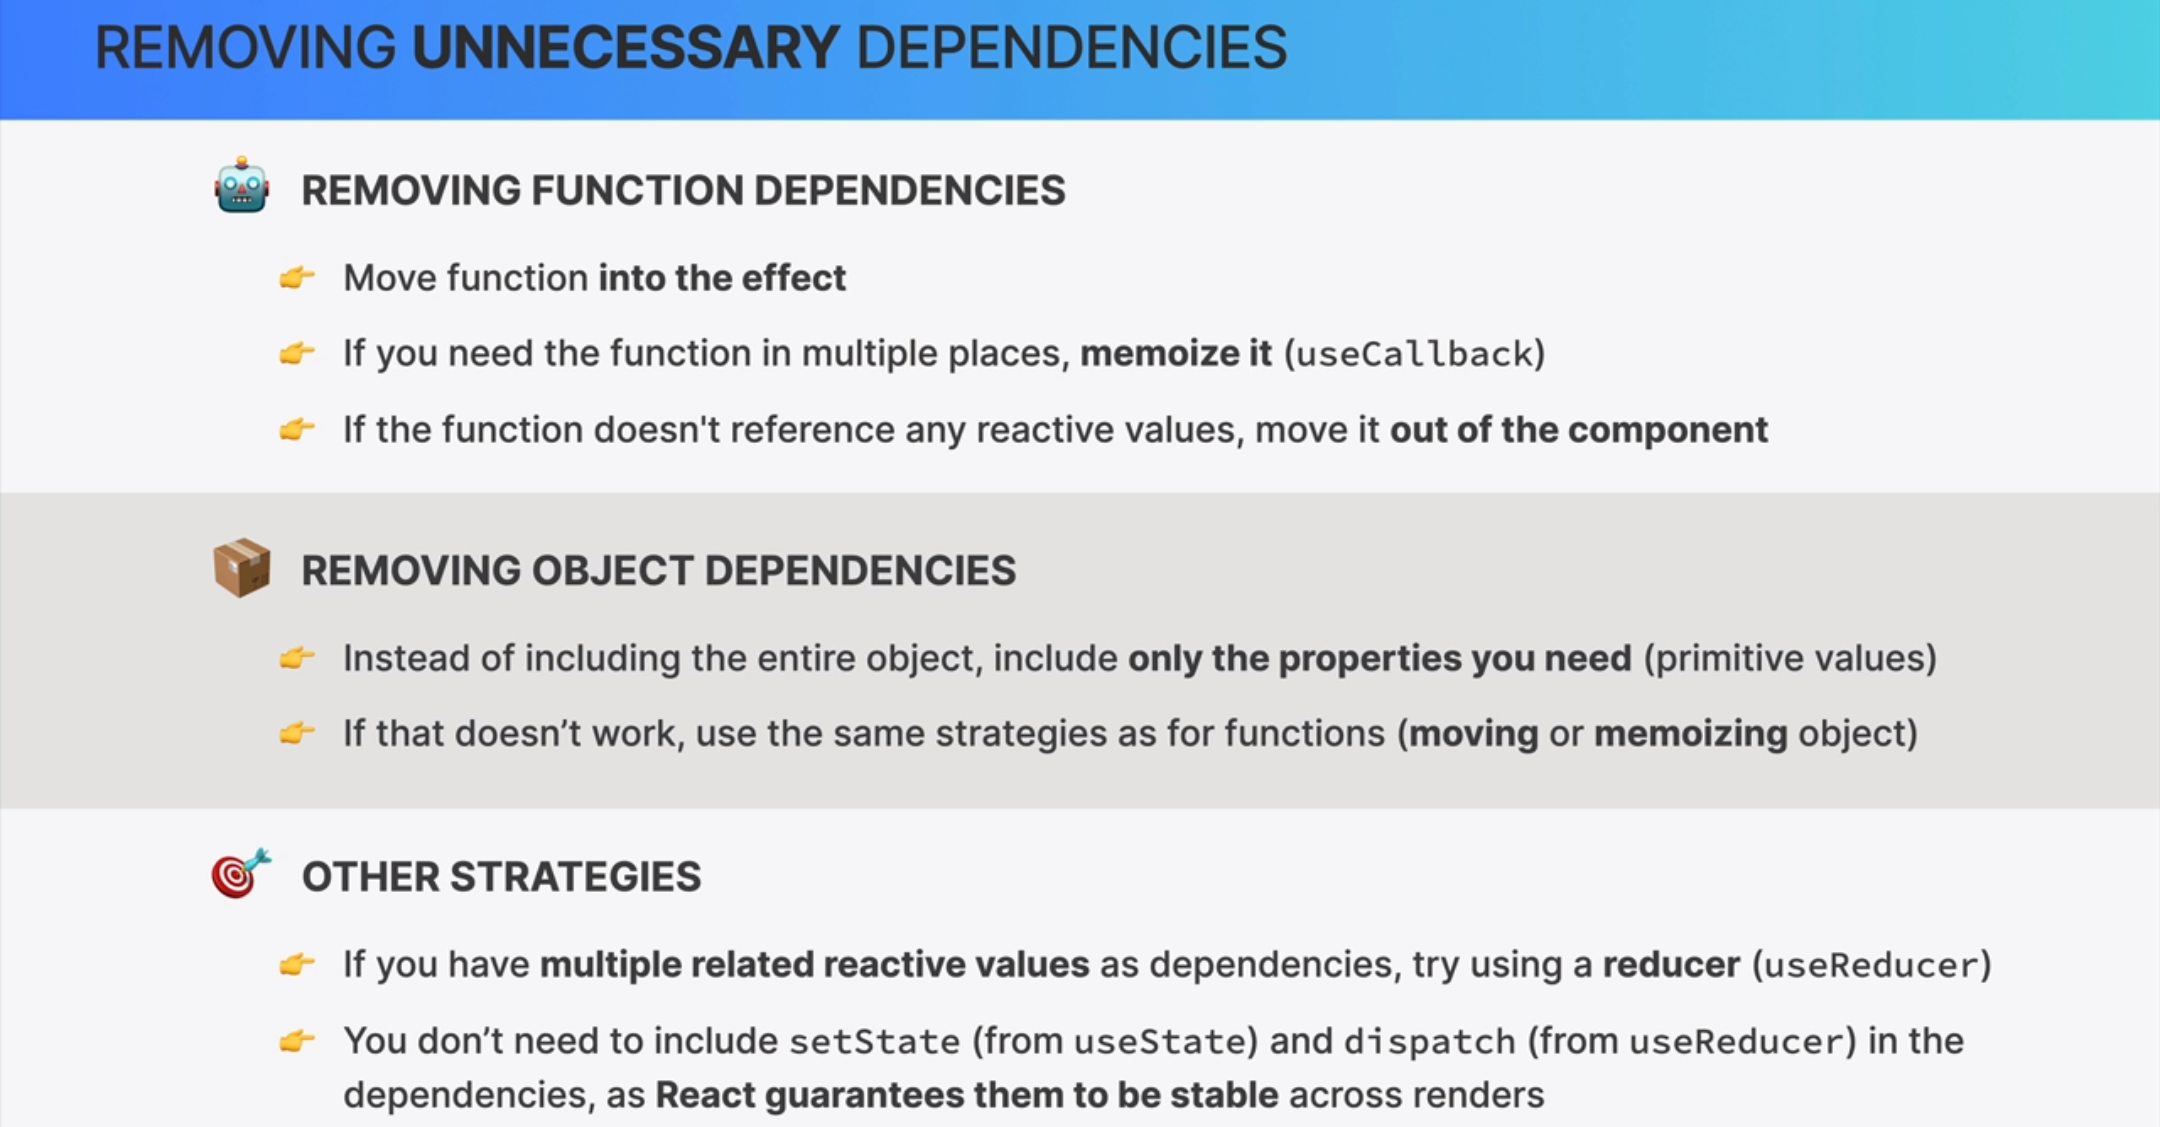 REMOVING UNNECESSARY DEPENDENCIES
REMOVING FUNCTION DEPENDENCIES
Move function into the effect
If you need the function in multiple places, memoize it (useCallback)
If the function doesn't reference any reactive values, move it out of the component
REMOVING OBJECT DEPENDENCIES
Instead of including the entire object, include only the properties you need (primitive values)
If that doesn’t work, use the same strategies as for functions (moving or memoizing object)
OTHER STRATEGIES
If you have multiple related reactive values as dependencies, try using a reducer (useReducer)
You don’t need to include setState (from useState) and dispatch (from useReducer) in the
dependencies, as React guarantees them to be stable across renders